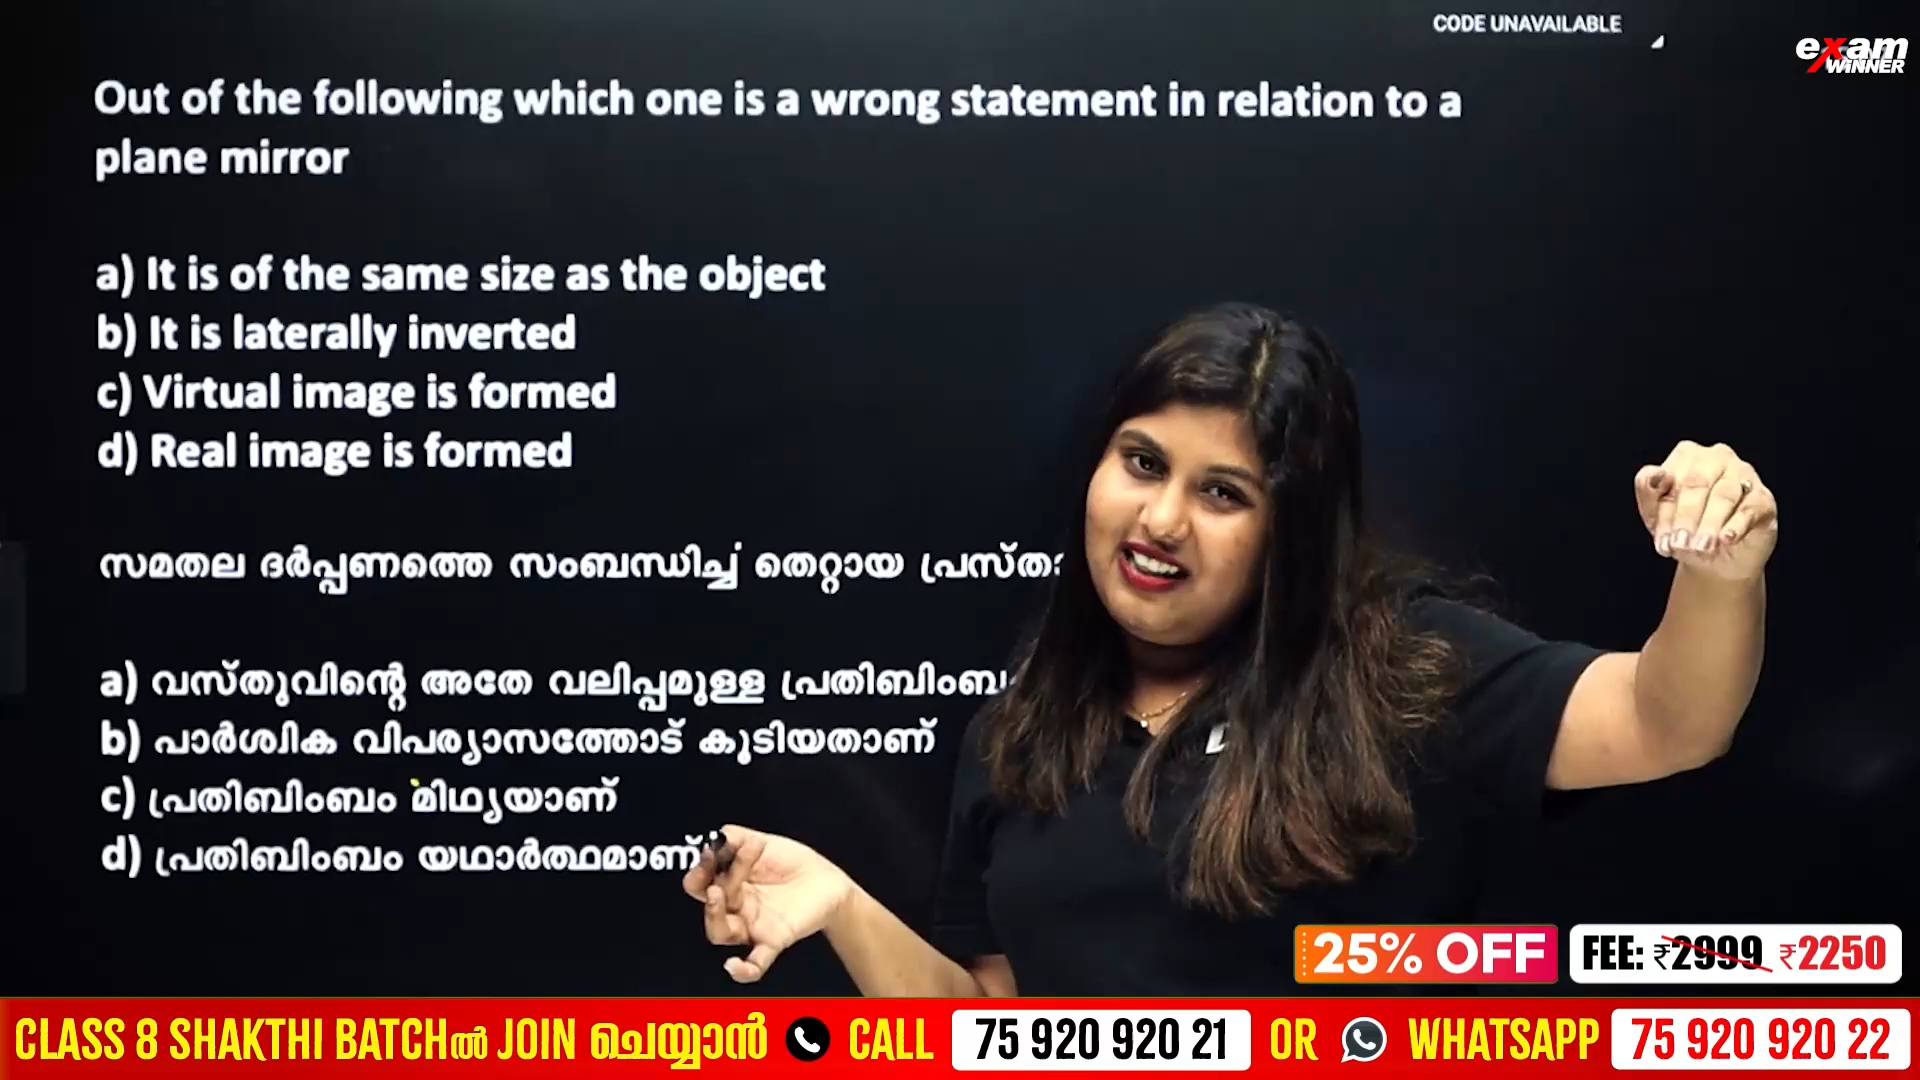 CODE UNAVAILABLE
exam
WINNER
Out of the following which one is a wrong statement in relation to a
plane mirror
a) It is of the same size as the object
b) It is laterally inverted
c) Virtual image is formed
d) Real image is formed
സമതല ദർപ്പണത്തെ സംബന്ധിച്ച് തെറ്റായ
a) വസ്തുവിന്റെ അതേ വലിപ്പമുള്ള
b) പാർശ്വിക വിപര്യാസത്തോട് കൂടിയതാണ്
c) പ്രതിബിംബം മിഥ്യയാണ്
d) പ്രതിബിംബം യഥാർത്ഥമാണ്
25% OFF
FEE: ₹2999 ₹2250
CLASS 8 SHAKTHI BATCHൽ JOIN ചെയ്യാൻ CALL 75 920 920 21 OR WHATSAPP 75 920 920 22